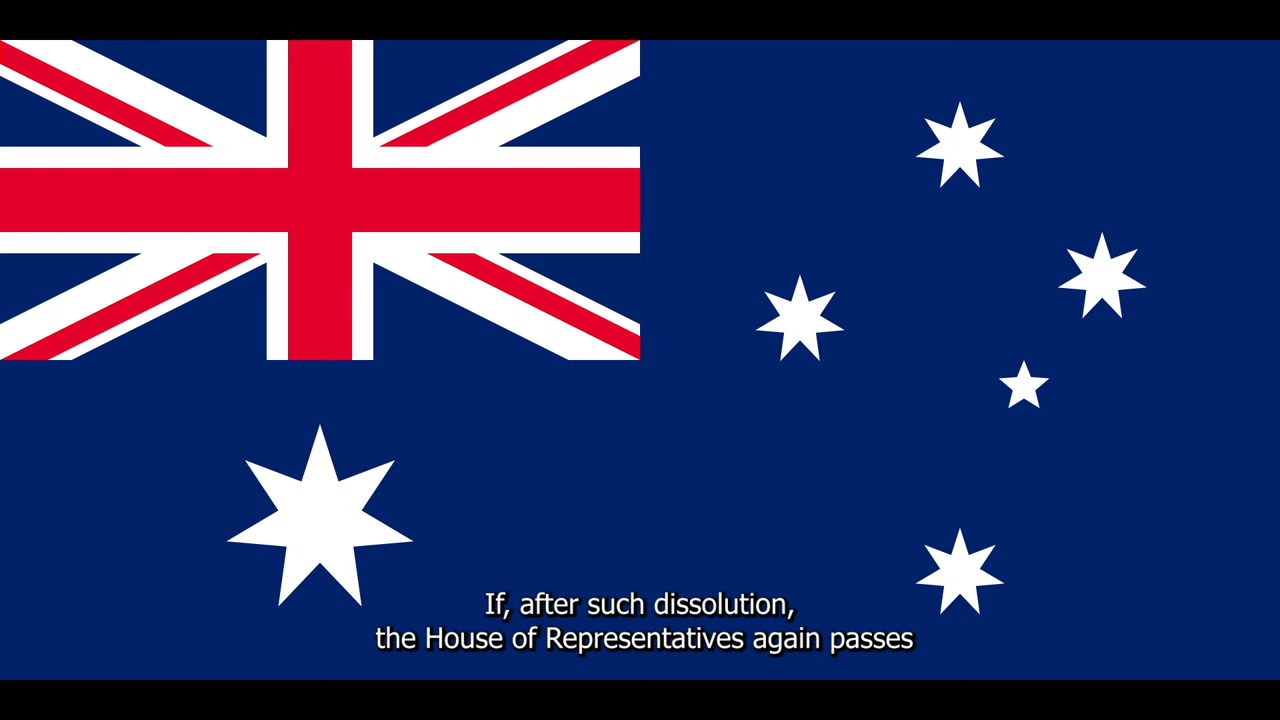 If, after such dissolution,
the House of Representatives again passes